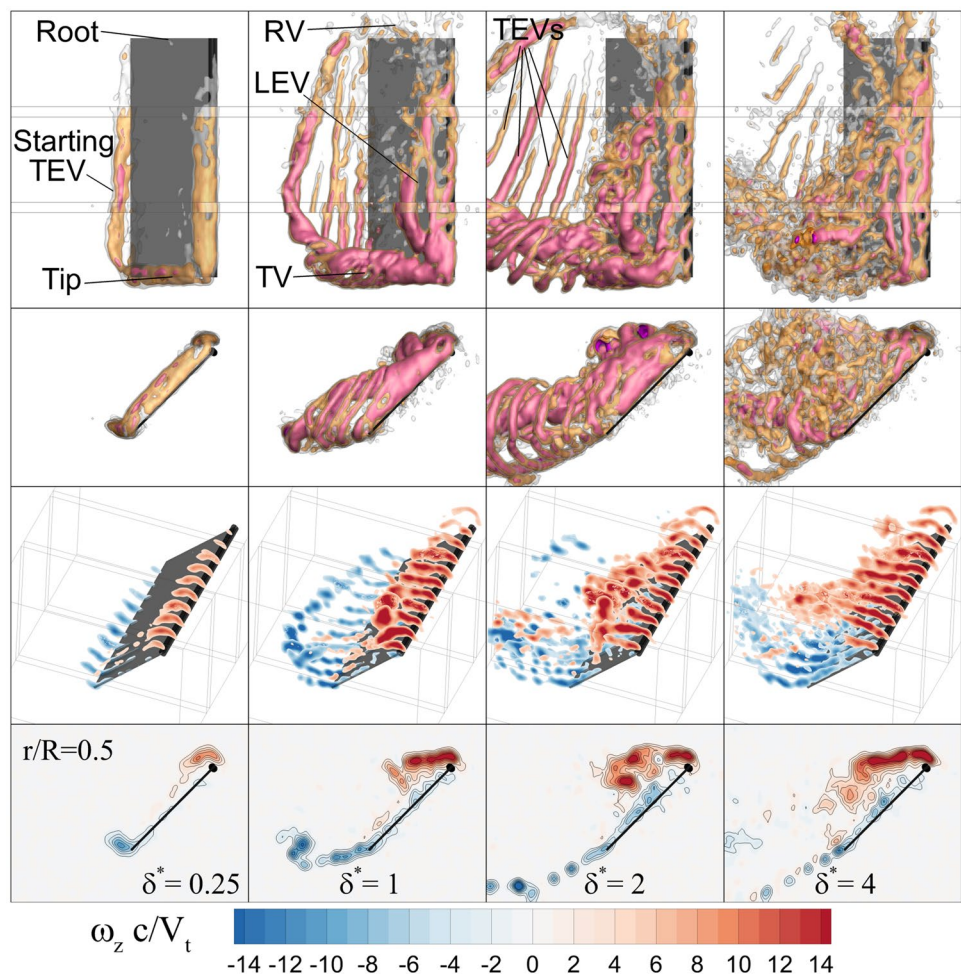 Root
RV
TEVs
LEV
Starting
TEV
Tip
TV
r/R=0.5
δ* = 0.25
δ* = 1
δ* = 2
δ* = 4
ω_z c/V_t
-14 -12 -10 -8 -6 -4 -2 0 2 4 6 8 10 12 14